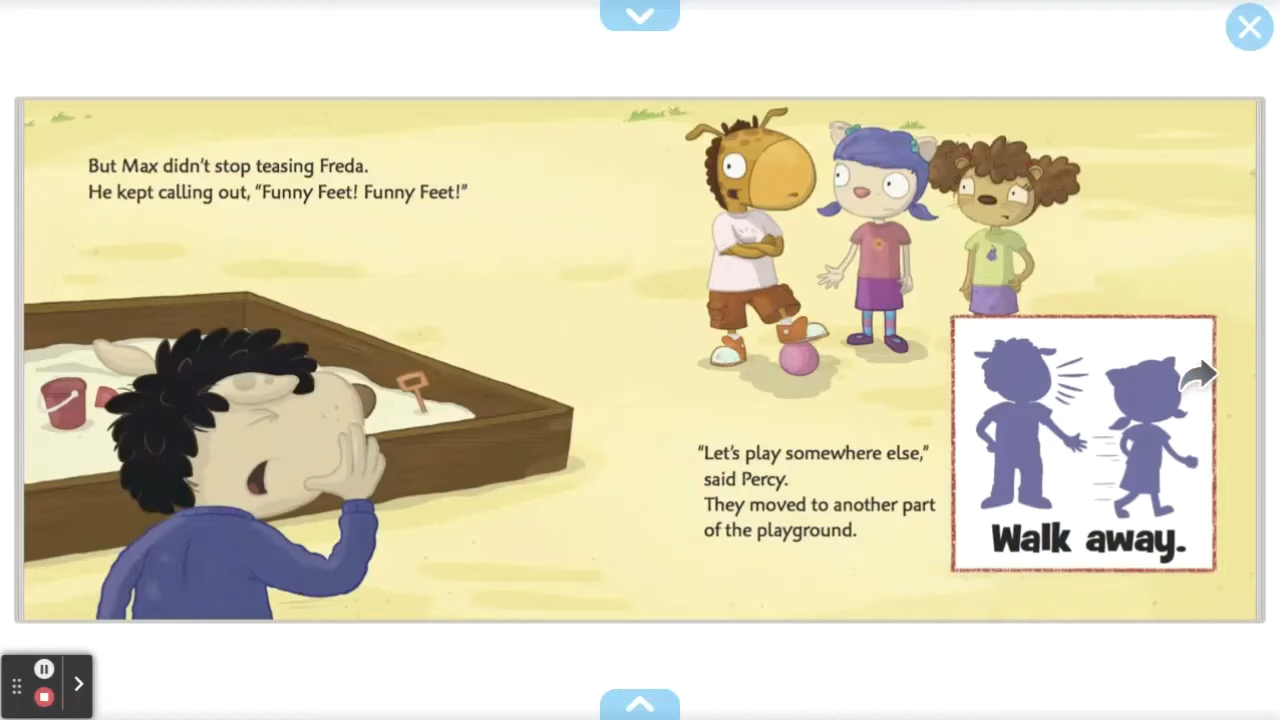 But Max didn't stop teasing Freda.
He kept calling out, “Funny Feet! Funny Feet!”
“Let's play somewhere else,”
said Percy.
They moved to another part
of the playground.
Walk away.